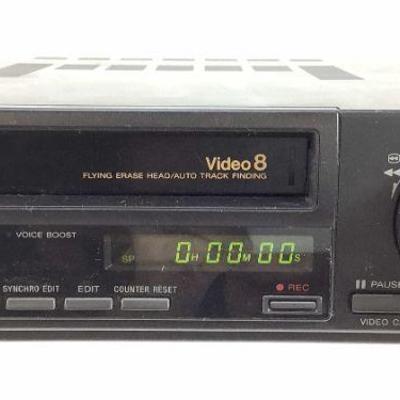 Video 8
FLYING ERASE HEAD/AUTO TRACK FINDING
VOICE BOOST
SP 0H 00M 00S
SYNCHRO EDIT EDIT COUNTER RESET
REC
PAUSE
VIDEO